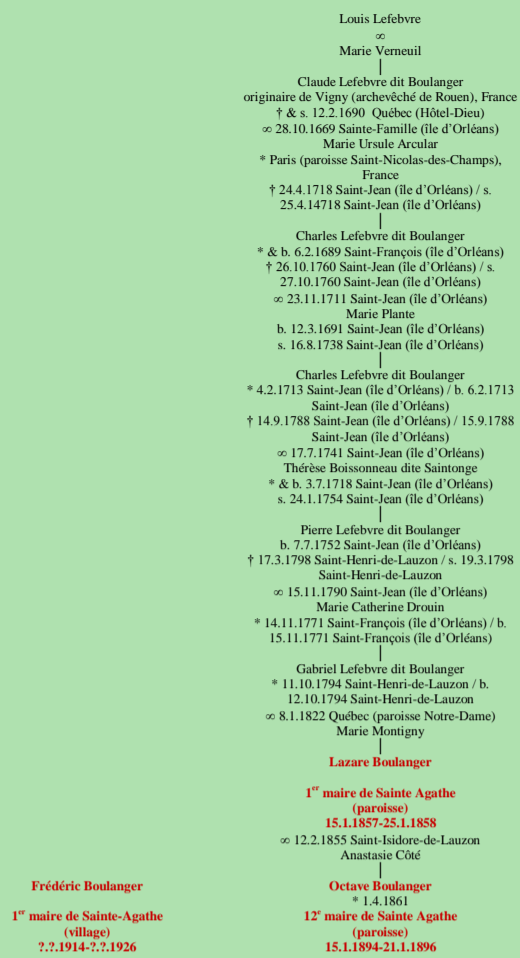 Louis Lefebvre
∞
Marie Verneuil
Claude Lefebvre dit Boulanger
originaire de Vigny (archevêché de Rouen), France
† & s. 12.2.1690 Québec (Hôtel-Dieu)
∞ 28.10.1669 Sainte-Famille (île d'Orléans)
Marie Ursule Arcular
* Paris (paroisse Saint-Nicolas-des-Champs),
France
† 24.4.1718 Saint-Jean (île d'Orléans) / s.
25.4.14718 Saint-Jean (île d'Orléans)
Charles Lefebvre dit Boulanger
* & b. 6.2.1689 Saint-François (île d'Orléans)
† 26.10.1760 Saint-Jean (île d'Orléans) / s.
27.10.1760 Saint-Jean (île d'Orléans)
∞ 23.11.1711 Saint-Jean (île d'Orléans)
Marie Plante
b. 12.3.1691 Saint-Jean (île d'Orléans)
s. 16.8.1738 Saint-Jean (île d'Orléans)
Charles Lefebvre dit Boulanger
* 4.2.1713 Saint-Jean (île d'Orléans) / b. 6.2.1713
Saint-Jean (île d'Orléans)
† 14.9.1788 Saint-Jean (île d'Orléans) / 15.9.1788
Saint-Jean (île d'Orléans)
∞ 17.7.1741 Saint-Jean (île d'Orléans)
Thérèse Boissonneau dite Saintonge
* & b. 3.7.1718 Saint-Jean (île d'Orléans)
s. 24.1.1754 Saint-Jean (île d'Orléans)
Pierre Lefebvre dit Boulanger
b. 7.7.1752 Saint-Jean (île d'Orléans)
† 17.3.1798 Saint-Henri-de-Lauzon / s. 19.3.1798
Saint-Henri-de-Lauzon
∞ 15.11.1790 Saint-Jean (île d'Orléans)
Marie Catherine Drouin
* 14.11.1771 Saint-François (île d'Orléans) / b.
15.11.1771 Saint-François (île d'Orléans)
Gabriel Lefebvre dit Boulanger
* 11.10.1794 Saint-Henri-de-Lauzon / b.
12.10.1794 Saint-Henri-de-Lauzon
∞ 8.1.1822 Québec (paroisse Notre-Dame)
Marie Montigny
Lazare Boulanger
1er maire de Sainte Agathe
(paroisse)
15.1.1857-25.1.1858
∞ 12.2.1855 Saint-Isidore-de-Lauzon
Anastasie Côté
Frédéric Boulanger
1er maire de Sainte-Agathe
(village)
?.?.1914-?.?.1926
Octave Boulanger
* 1.4.1861
12e maire de Sainte Agathe
(paroisse)
15.1.1894-21.1.1896